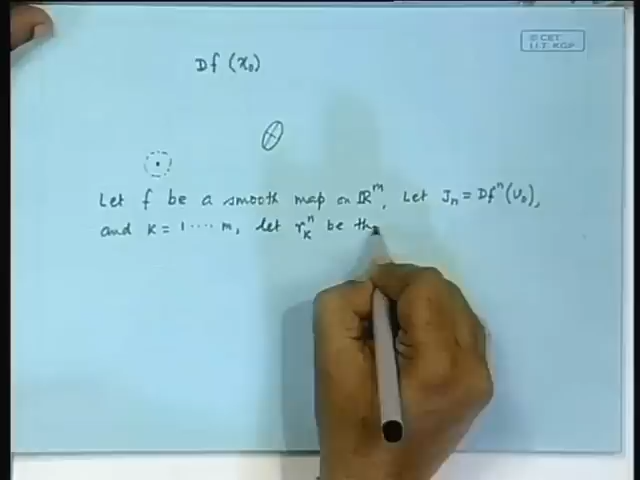 © CET
I.I.T. KGP
Df (x₀)
Let f be a smooth map on ℝᵐ, Let Jₙ = Dfⁿ(v₀),
and k = 1 ···· m, let rₖⁿ be the